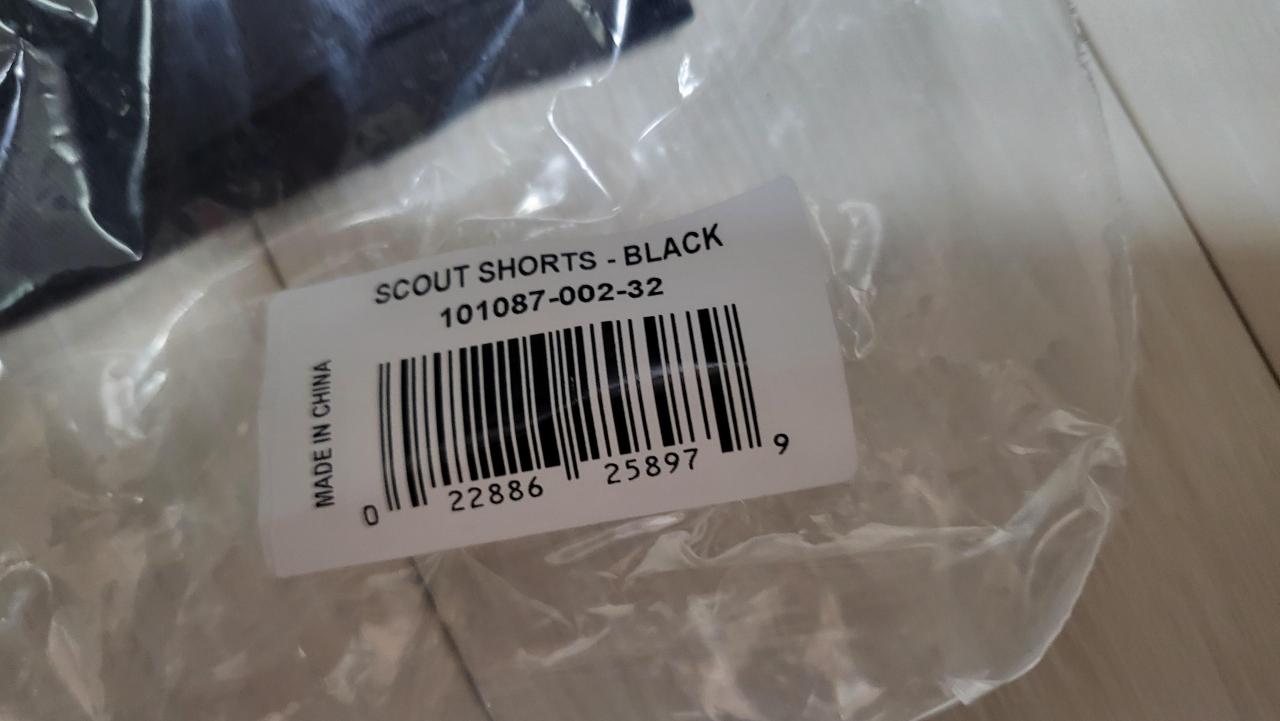 SCOUT SHORTS - BLACK
101087-002-32
MADE IN CHINA
0 22886 25897 9